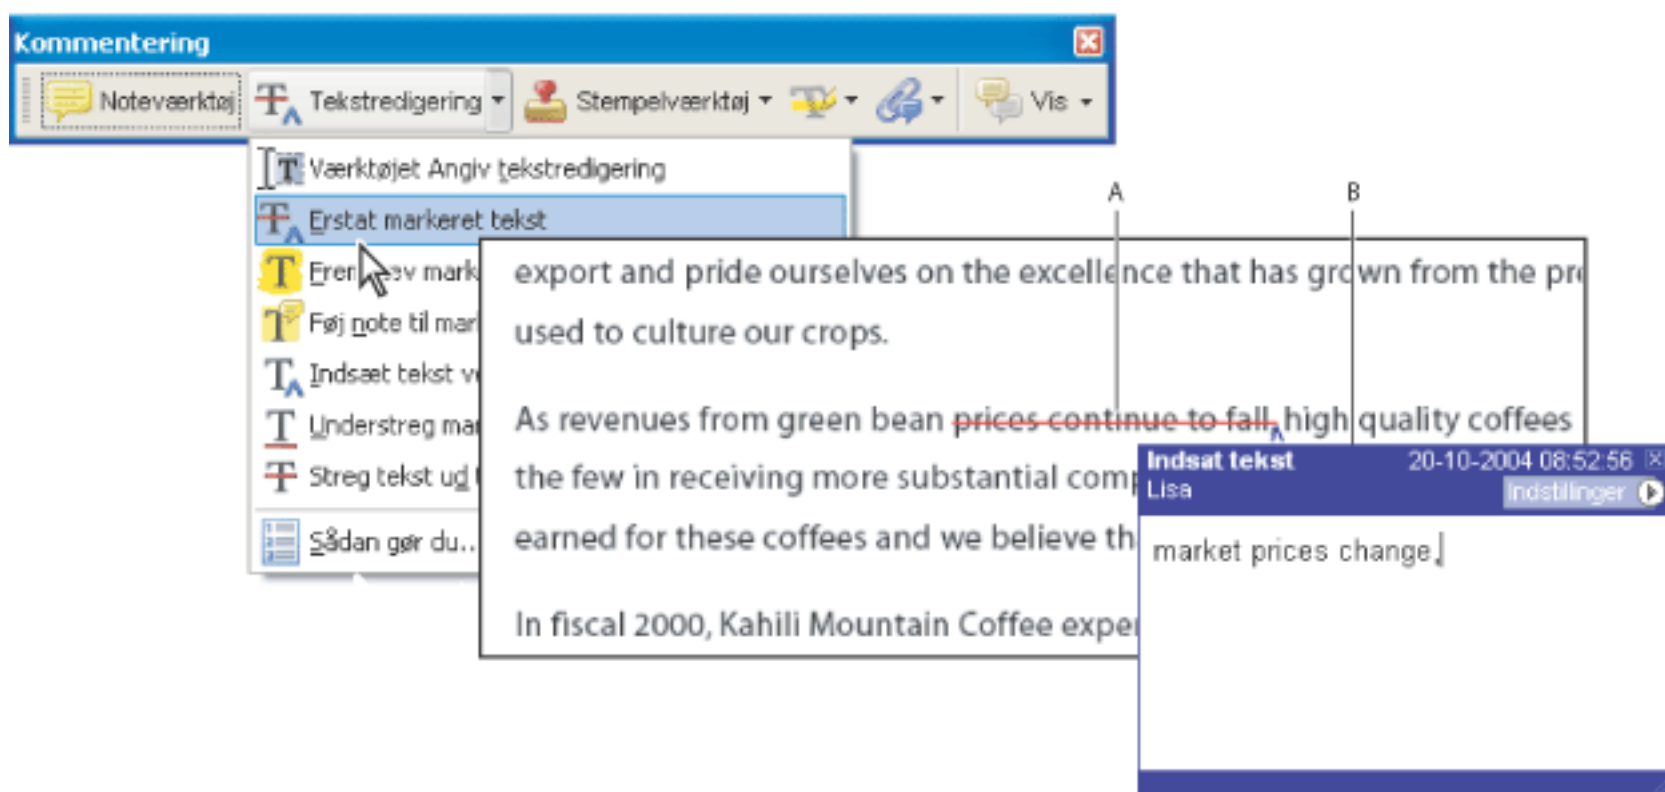 Kommentering
Noteværktøj Tekstredigering Stempelværktøj Vis
Værktøjet Angiv tekstredigering
Erstat markeret tekst
A B
export and pride ourselves on the excellence that has grown from the pre
used to culture our crops.
Føj note til mar
Indsæt tekst v
As revenues from green bean prices continue to fall, high quality coffees
Understreg mar
Indsat tekst 20-10-2004 08:52:56
Streg tekst ud
the few in receiving more substantial comp
Lisa Indstillinger
Sådan gør du...
earned for these coffees and we believe th
market prices change,
In fiscal 2000, Kahili Mountain Coffee exper